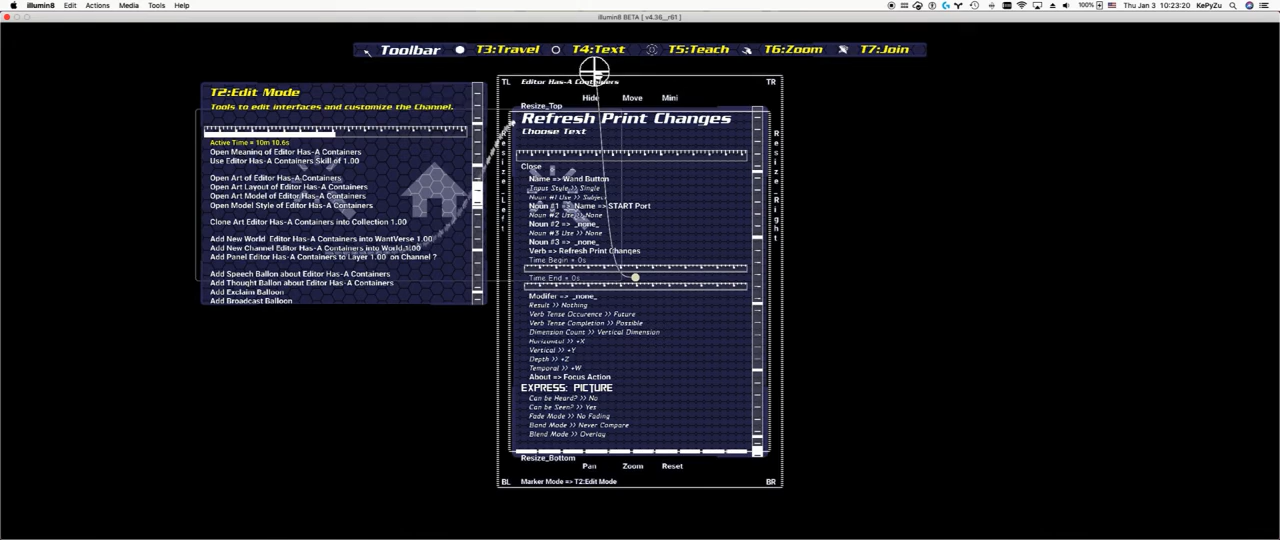 illumin8 Edit Actions Media Tools Help 100% Thu Jan 3 10:23:20 KePyZu
illumin8 BETA [ v4.36__r61 ]
Toolbar T3:Travel T4:Text T5:Teach T6:Zoom T7:Join
T2:Edit Mode
Tools to edit interfaces and customize the Channel.
Active Time = 10m 10.6s
Open Meaning of Editor Has-A Containers
Use Editor Has-A Containers Skill of 1.00
Open Art of Editor Has-A Containers
Open Art Layout of Editor Has-A Containers
Open Art Model of Editor Has-A Containers
Open Model Style of Editor Has-A Containers
Clone Art Editor Has-A Containers into Collection 1.00
Add New World Editor Has-A Containers into WantVerse 1.00
Add New Channel Editor Has-A Containers into World 1.00
Add Panel Editor Has-A Containers to Layer 1.00 on Channel ?
Add Speech Ballon about Editor Has-A Containers
Add Thought Ballon about Editor Has-A Containers
Add Exclaim Balloon
Add Broadcast Balloon
TL Editor Has-A Containers TR
Hide Move Mini
Resize_Top
Refresh Print Changes
Choose Text
Close
Name => Wand Button
Input Style >> Single
Noun #1 Use >> Subject
Noun #1 => Name => START Port
Noun #2 Use >> None
Noun #2 => _none_
Noun #3 Use >> None
Noun #3 => _none_
Verb => Refresh Print Changes
Time Begin + 0s
Time End + 0s
Modifer => _none_
Result >> Nothing
Verb Tense Occurence >> Future
Verb Tense Completion >> Possible
Dimension Count >> Vertical Dimension
Horizontal >> +X
Vertical >> +Y
Depth >> +Z
Temporal >> +W
About => Focus Action
EXPRESS: PICTURE
Can be Heard? >> No
Can be Seen? >> Yes
Fade Mode >> No Fading
Band Mode >> Never Compare
Blend Mode >> Overlay
Resize_Left
Resize_Right
Resize_Bottom
Pan Zoom Reset
BL Marker Mode => T2:Edit Mode BR